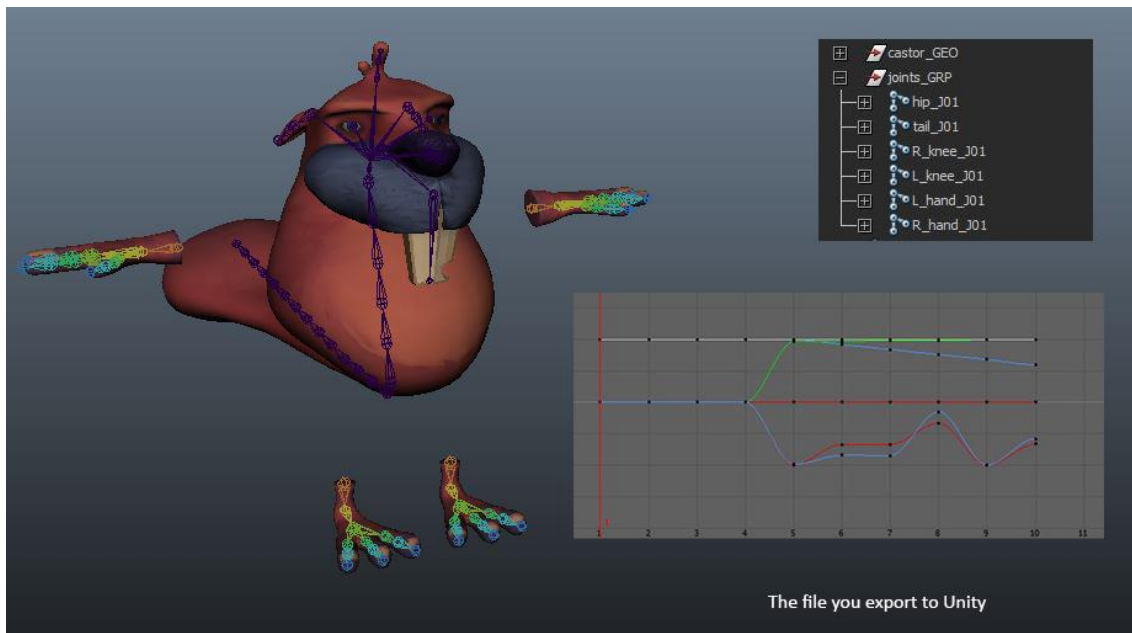 castor_GEO
joints_GRP
hip_J01
tail_J01
R_knee_J01
L_knee_J01
L_hand_J01
R_hand_J01
1
1 2 3 4 5 6 7 8 9 10 11
The file you export to Unity